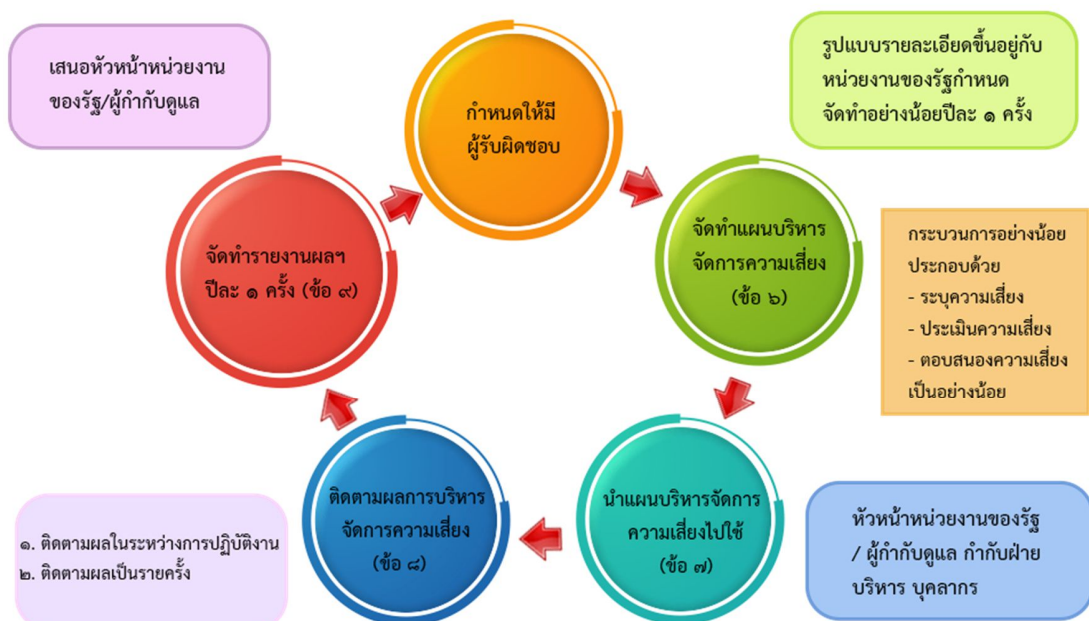 เสนอหัวหน้าหน่วยงาน
ของรัฐ/ผู้กำกับดูแล
กำหนดให้มี
ผู้รับผิดชอบ
รูปแบบรายละเอียดขึ้นอยู่กับ
หน่วยงานของรัฐกำหนด
จัดทำอย่างน้อยปีละ ๑ ครั้ง
จัดทำแผนบริหาร
จัดการความเสี่ยง
(ข้อ ๖)
กระบวนการอย่างน้อย
ประกอบด้วย
- ระบุความเสี่ยง
- ประเมินความเสี่ยง
- ตอบสนองความเสี่ยง
เป็นอย่างน้อย
นำแผนบริหารจัดการ
ความเสี่ยงไปใช้
(ข้อ ๗)
หัวหน้าหน่วยงานของรัฐ
/ ผู้กำกับดูแล กำกับฝ่าย
บริหาร บุคลากร
ติดตามผลการบริหาร
จัดการความเสี่ยง
(ข้อ ๘)
๑. ติดตามผลในระหว่างการปฏิบัติงาน
๒. ติดตามผลเป็นรายครั้ง
จัดทำรายงานผลฯ
ปีละ ๑ ครั้ง (ข้อ ๙)